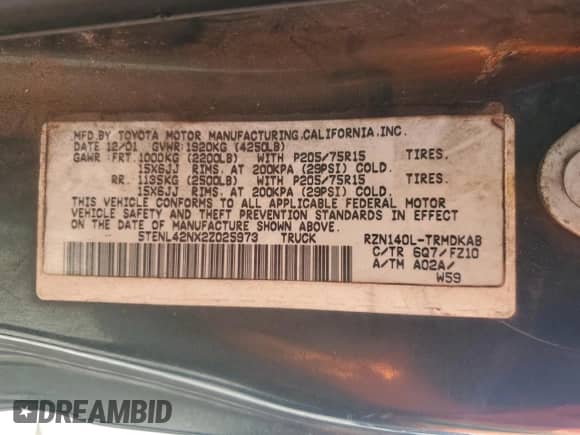 MFD.BY TOYOTA MOTOR MANUFACTURING,CALIFORNIA,INC.
DATE 12/01 GVWR:1920KG (4250LB)
GAWR: FRT. 1000KG (2200LB) WITH P205/75R15 TIRES.
15X6JJ RIMS. AT 200KPA (29PSI) COLD.
RR. 1135KG (2500LB) WITH P205/75R15 TIRES.
15X6JJ RIMS. AT 200KPA (29PSI) COLD.
THIS VEHICLE CONFORMS TO ALL APPLICABLE FEDERAL MOTOR
VEHICLE SAFETY AND THEFT PREVENTION STANDARDS IN EFFECT
ON THE DATE OF MANUFACTURE SHOWN ABOVE.
5TENL42NX2Z025973 TRUCK RZN140L-TRMDKAB
C/TR 6Q7/FZ10
A/TM A02A/
W59
DREAMBID